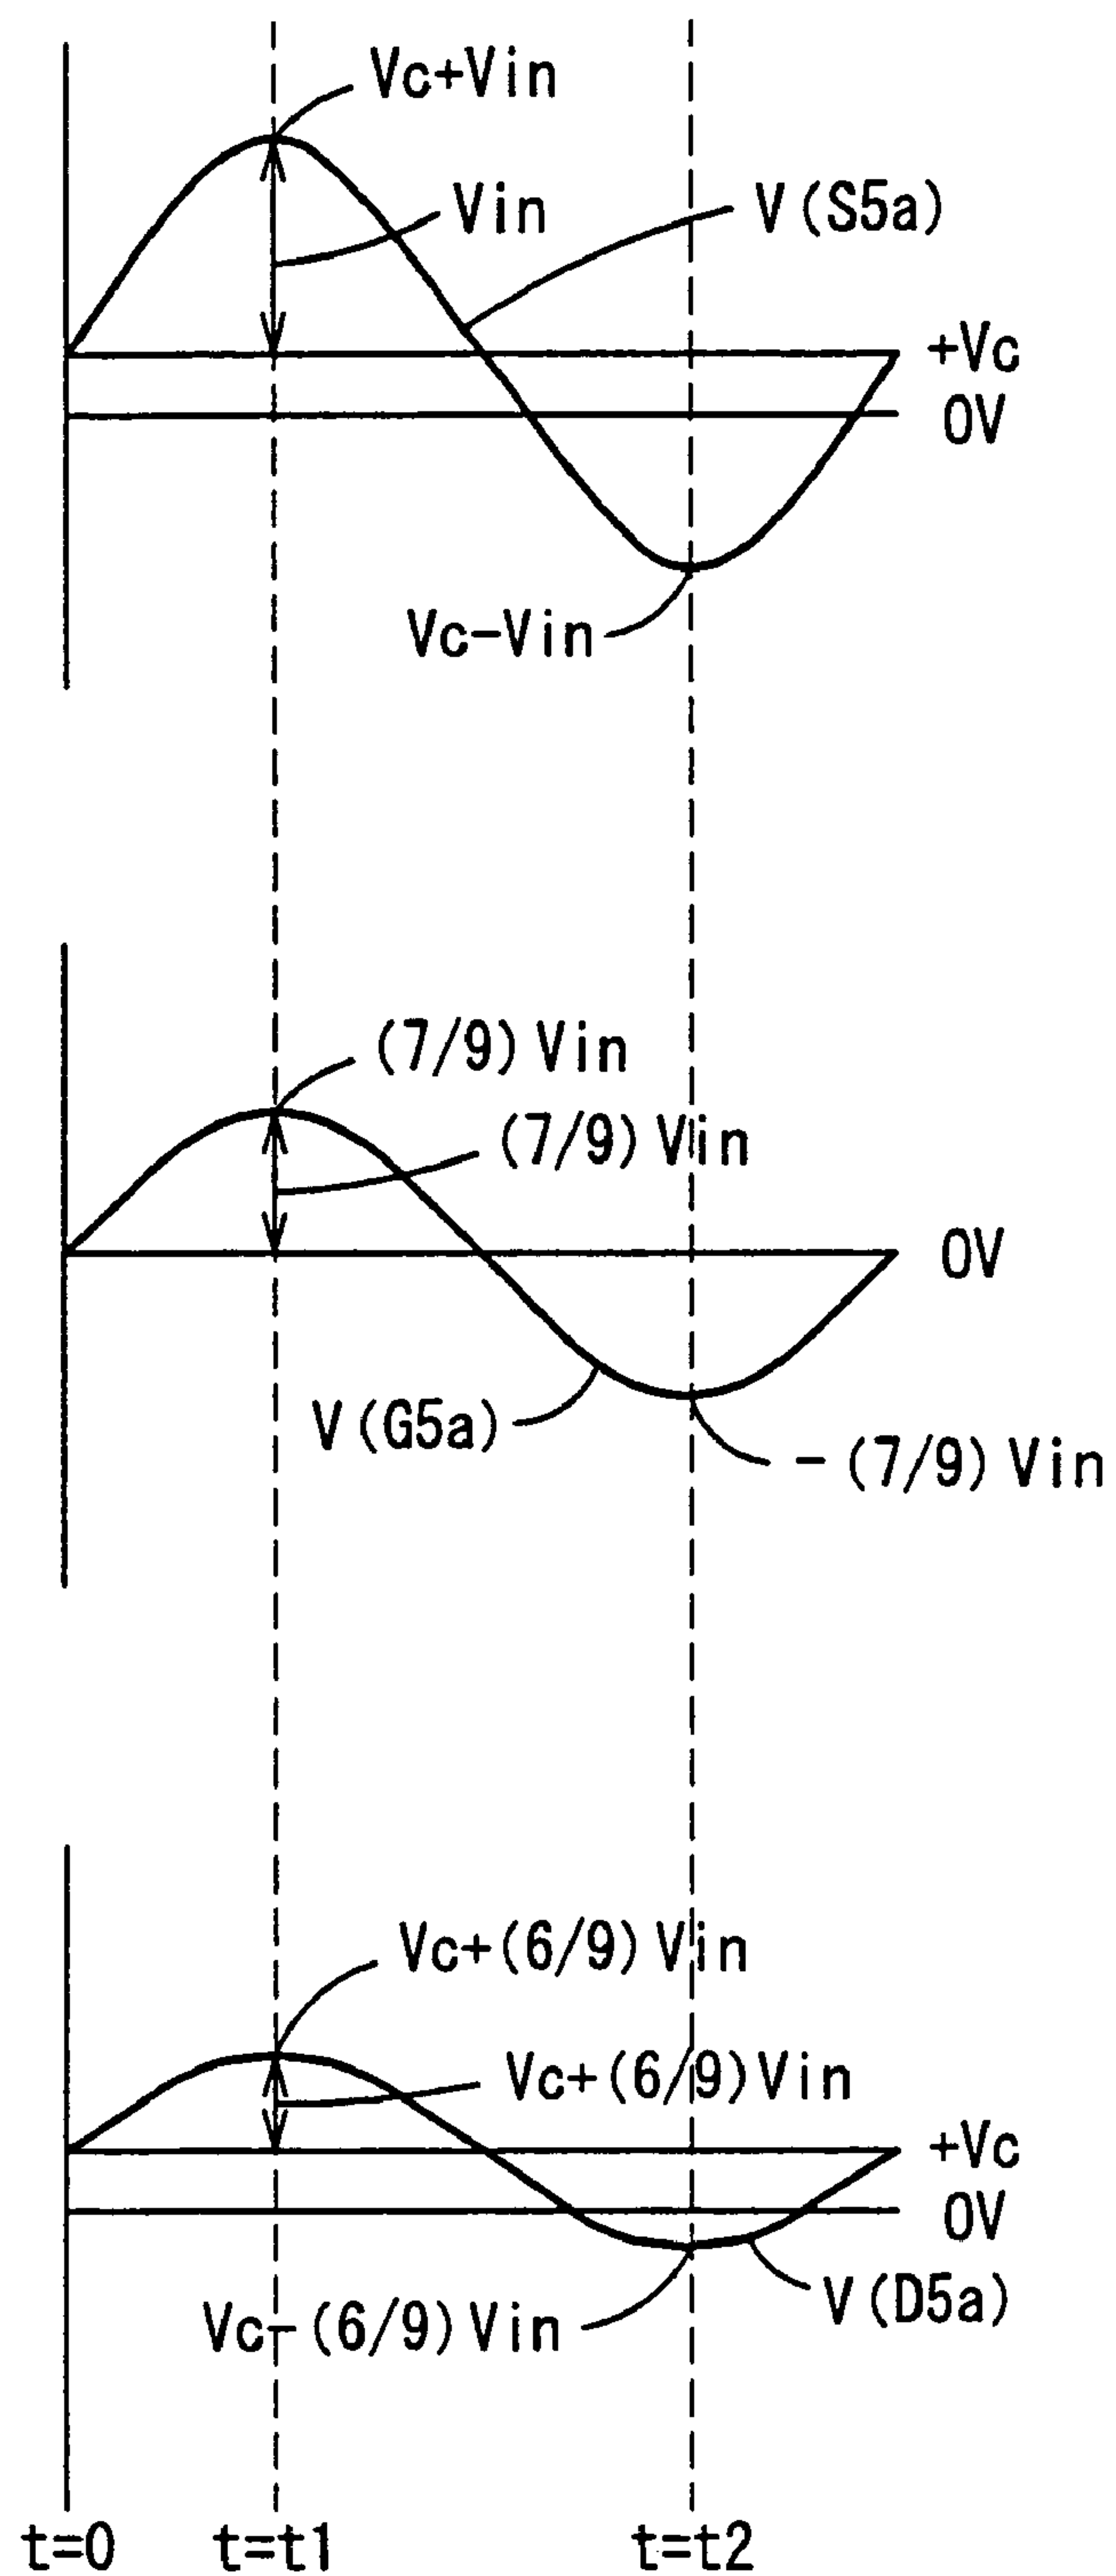 Vc+Vin
Vin
V(S5a)
+Vc
0V
Vc-Vin
(7/9)Vin
(7/9)Vin
0V
V(G5a)
-(7/9)Vin
Vc+(6/9)Vin
Vc+(6/9)Vin
+Vc
0V
V(D5a)
Vc-(6/9)Vin
t=0 t=t1 t=t2